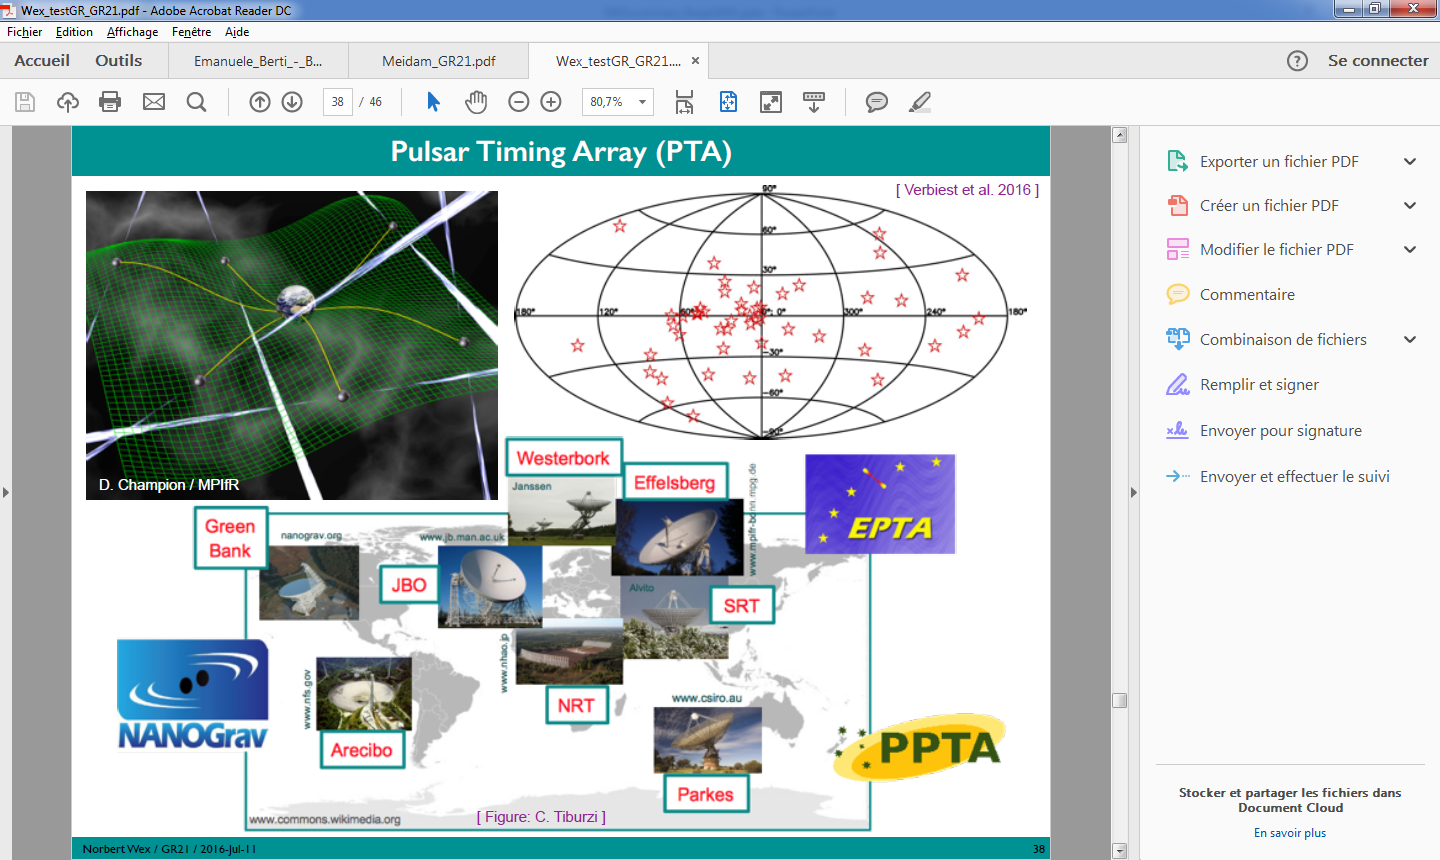 Wex_testGR_GR21.pdf - Adobe Acrobat Reader DC
Fichier Edition Affichage Fenêtre Aide
Accueil Outils Emanuele_Berti_-_B... Meidam_GR21.pdf Wex_testGR_GR21.... × Se connecter
38 / 46 80,7%
Pulsar Timing Array (PTA)
[ Verbiest et al. 2016 ]
90°
60°
30°
180° 120° 60° 0°; 0° 300° 240° 180°
-30°
-60°
-90°
D. Champion / MPIfR
Westerbork
Janssen
Effelsberg
www.mpifr-bonn.mpg.de
EPTA
Green
Bank
nanograv.org
www.jb.man.ac.uk
JBO
Alvito
SRT
www.nhao.jp
NRT
NANOGrav
www.nfs.gov
Arecibo
www.csiro.au
Parkes
PPTA
www.commons.wikimedia.org
[ Figure: C. Tiburzi ]
Norbert Wex / GR21 / 2016-Jul-11 38
Exporter un fichier PDF
Créer un fichier PDF
Modifier le fichier PDF
Commentaire
Combinaison de fichiers
Remplir et signer
Envoyer pour signature
Envoyer et effectuer le suivi
Stocker et partager les fichiers dans
Document Cloud
En savoir plus